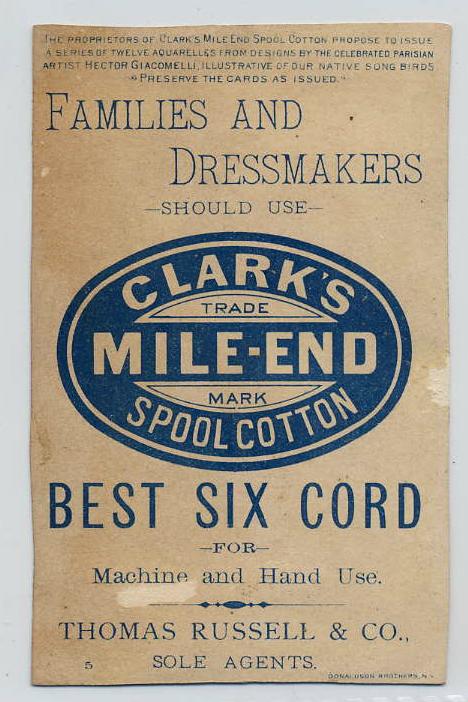 THE PROPRIETORS OF CLARK'S MILE END SPOOL COTTON PROPOSE TO ISSUE
A SERIES OF TWELVE AQUARELLES FROM DESIGNS BY THE CELEBRATED PARISIAN
ARTIST HECTOR GIACOMELLI, ILLUSTRATIVE OF OUR NATIVE SONG BIRDS
"PRESERVE THE CARDS AS ISSUED."
FAMILIES AND
DRESSMAKERS
—SHOULD USE—
CLARK'S
TRADE
MILE-END
MARK
SPOOL COTTON
BEST SIX CORD
—FOR—
Machine and Hand Use.
THOMAS RUSSELL & CO.,
5 SOLE AGENTS.
DONALDSON BROTHERS, N.Y.